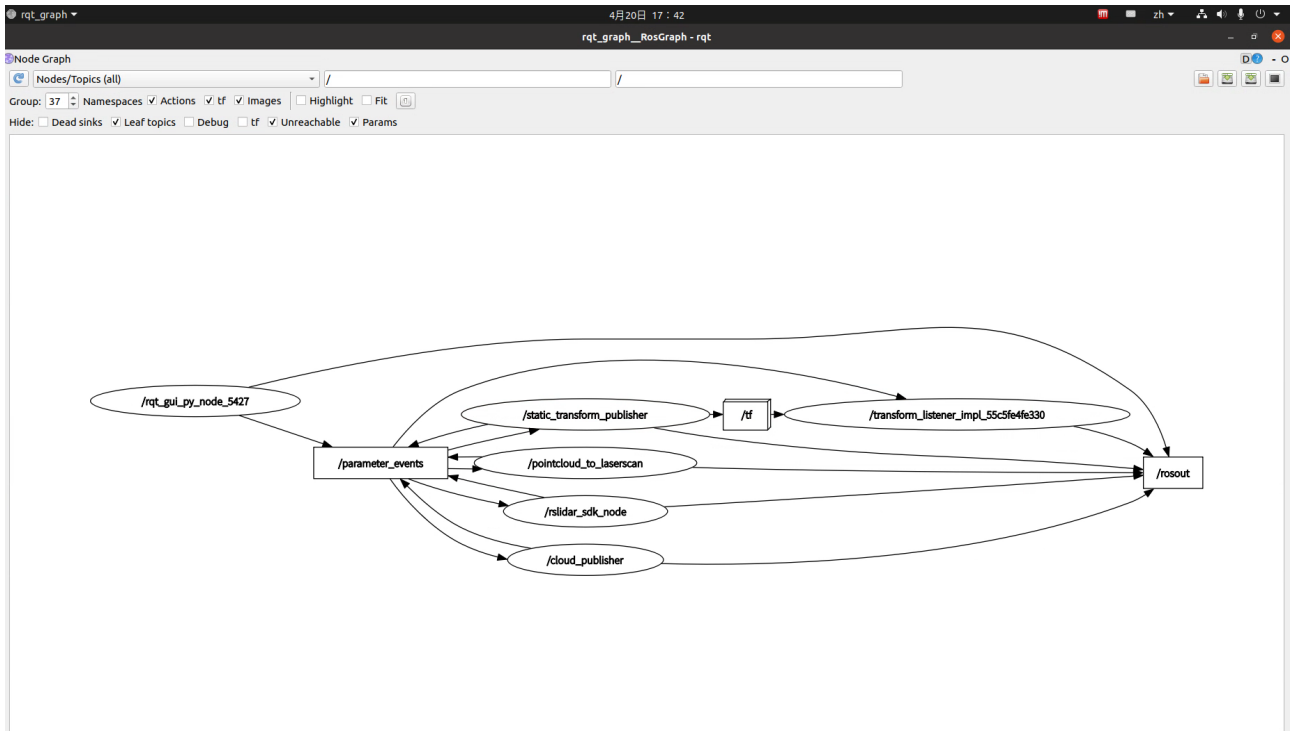 rqt_graph
4月20日 17：42
zh
rqt_graph__RosGraph - rqt
Node Graph
D
- O
Nodes/Topics (all)
/
/
Group: 37 Namespaces Actions tf Images Highlight Fit
Hide: Dead sinks Leaf topics Debug tf Unreachable Params
/rqt_gui_py_node_5427
/static_transform_publisher
/tf
/transform_listener_impl_55c5fe4fe330
/parameter_events
/pointcloud_to_laserscan
/rosout
/rslidar_sdk_node
/cloud_publisher